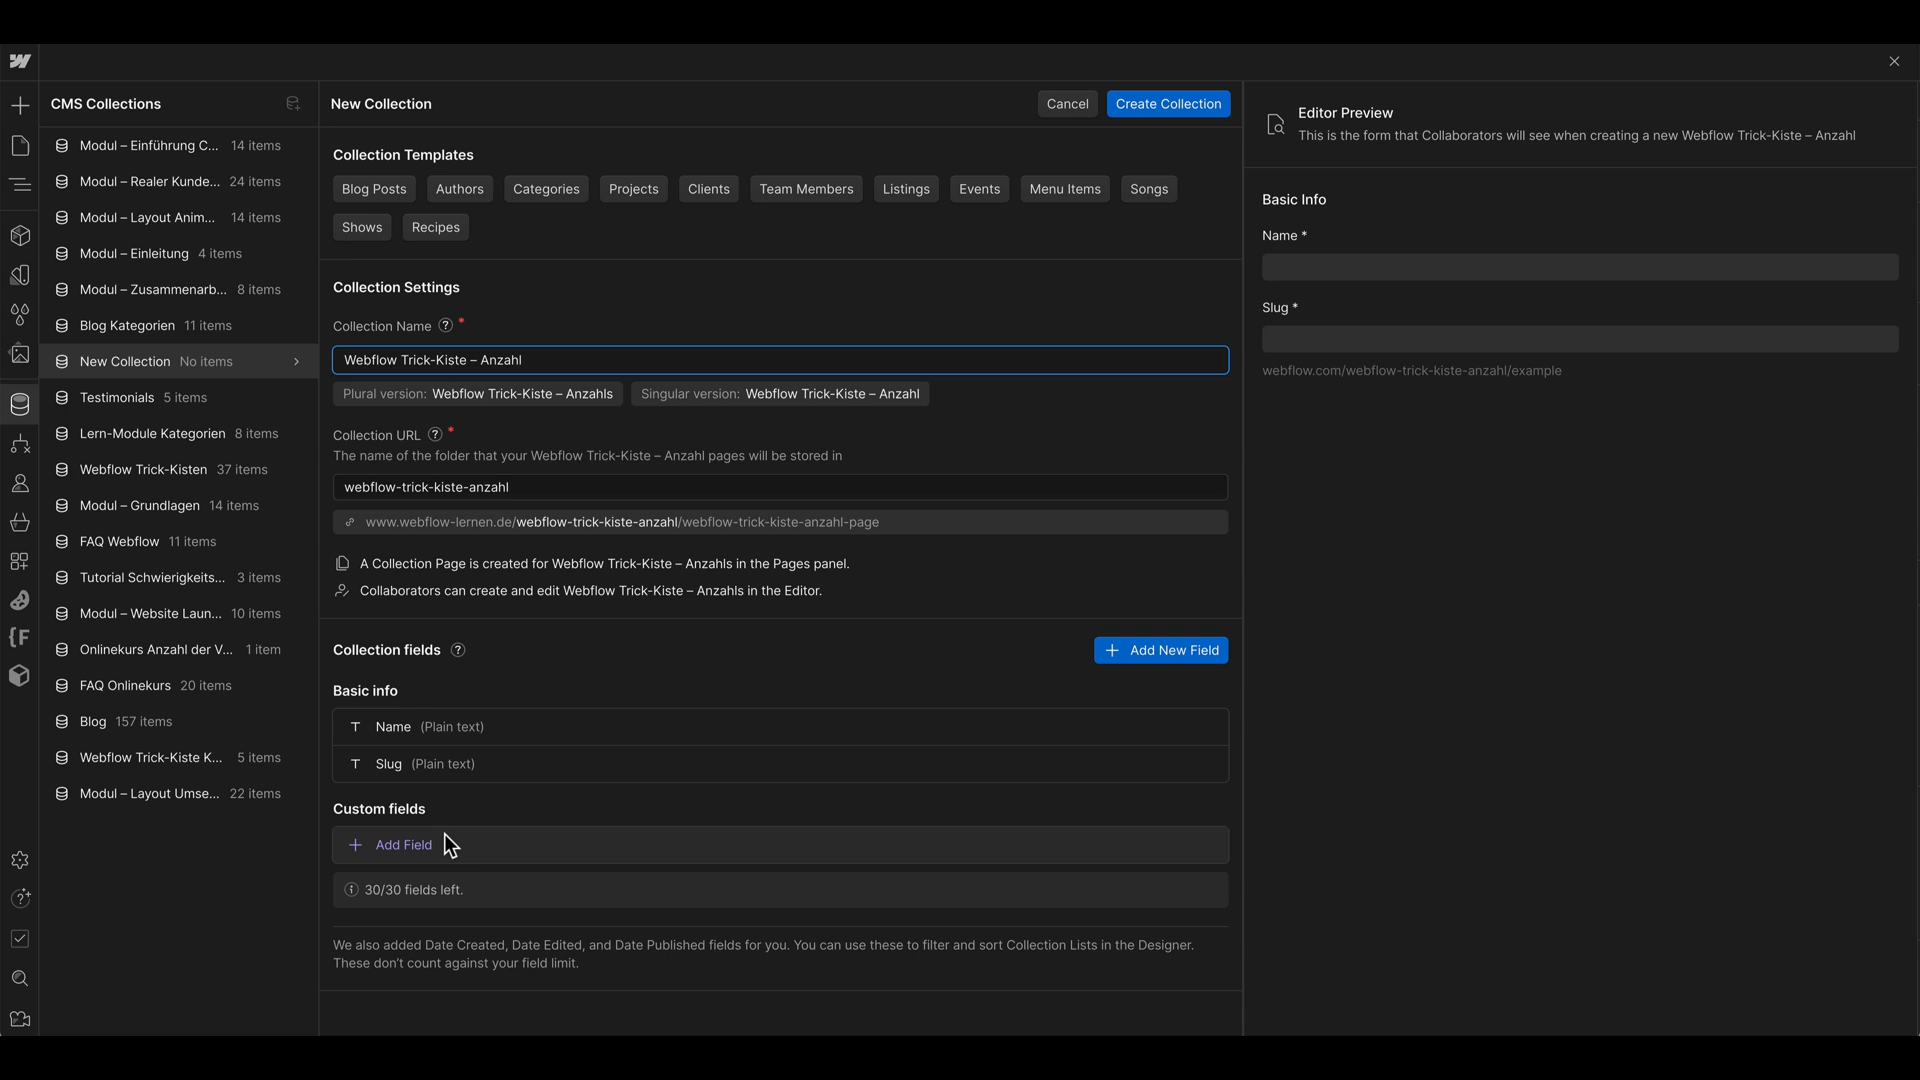 CMS Collections
Modul – Einführung C... 14 items
Modul – Realer Kunde... 24 items
Modul – Layout Anim... 14 items
Modul – Einleitung 4 items
Modul – Zusammenarb... 8 items
Blog Kategorien 11 items
New Collection No items
Testimonials 5 items
Lern-Module Kategorien 8 items
Webflow Trick-Kisten 37 items
Modul – Grundlagen 14 items
FAQ Webflow 11 items
Tutorial Schwierigkeits... 3 items
Modul – Website Laun... 10 items
Onlinekurs Anzahl der V... 1 item
FAQ Onlinekurs 20 items
Blog 157 items
Webflow Trick-Kiste K... 5 items
Modul – Layout Umse... 22 items
New Collection
Cancel
Create Collection
Collection Templates
Blog Posts Authors Categories Projects Clients Team Members Listings Events Menu Items Songs
Shows Recipes
Collection Settings
Collection Name ? *
Webflow Trick-Kiste – Anzahl
Plural version: Webflow Trick-Kiste – Anzahls Singular version: Webflow Trick-Kiste – Anzahl
Collection URL ? *
The name of the folder that your Webflow Trick-Kiste – Anzahl pages will be stored in
webflow-trick-kiste-anzahl
www.webflow-lernen.de/webflow-trick-kiste-anzahl/webflow-trick-kiste-anzahl-page
A Collection Page is created for Webflow Trick-Kiste – Anzahls in the Pages panel.
Collaborators can create and edit Webflow Trick-Kiste – Anzahls in the Editor.
Collection fields ?
+ Add New Field
Basic info
T Name (Plain text)
T Slug (Plain text)
Custom fields
+ Add Field
30/30 fields left.
We also added Date Created, Date Edited, and Date Published fields for you. You can use these to filter and sort Collection Lists in the Designer.
These don't count against your field limit.
Editor Preview
This is the form that Collaborators will see when creating a new Webflow Trick-Kiste – Anzahl
Basic Info
Name *
Slug *
webflow.com/webflow-trick-kiste-anzahl/example